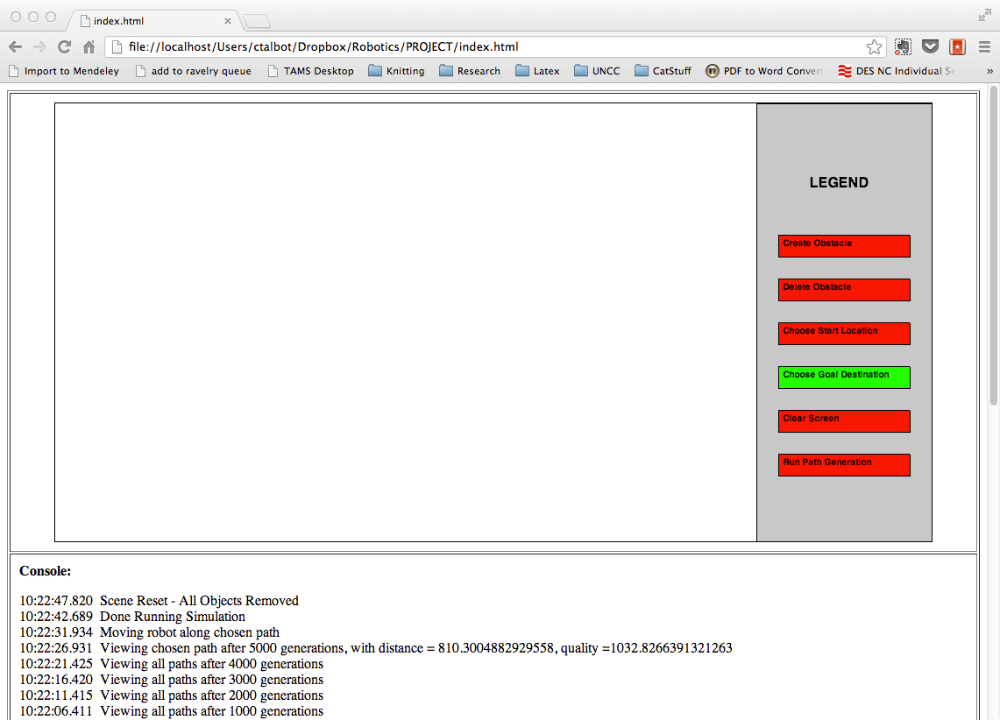 index.html
file://localhost/Users/ctalbot/Dropbox/Robotics/PROJECT/index.html
Import to Mendeley add to ravelry queue TAMS Desktop Knitting Research Latex UNCC CatStuff PDF to Word Conver DES NC Individual Se »
LEGEND
Create Obstacle
Delete Obstacle
Choose Start Location
Choose Goal Destination
Clear Screen
Run Path Generation
Console:
10:22:47.820 Scene Reset - All Objects Removed
10:22:42.689 Done Running Simulation
10:22:31.934 Moving robot along chosen path
10:22:26.931 Viewing chosen path after 5000 generations, with distance = 810.3004882929558, quality =1032.8266391321263
10:22:21.425 Viewing all paths after 4000 generations
10:22:16.420 Viewing all paths after 3000 generations
10:22:11.415 Viewing all paths after 2000 generations
10:22:06.411 Viewing all paths after 1000 generations